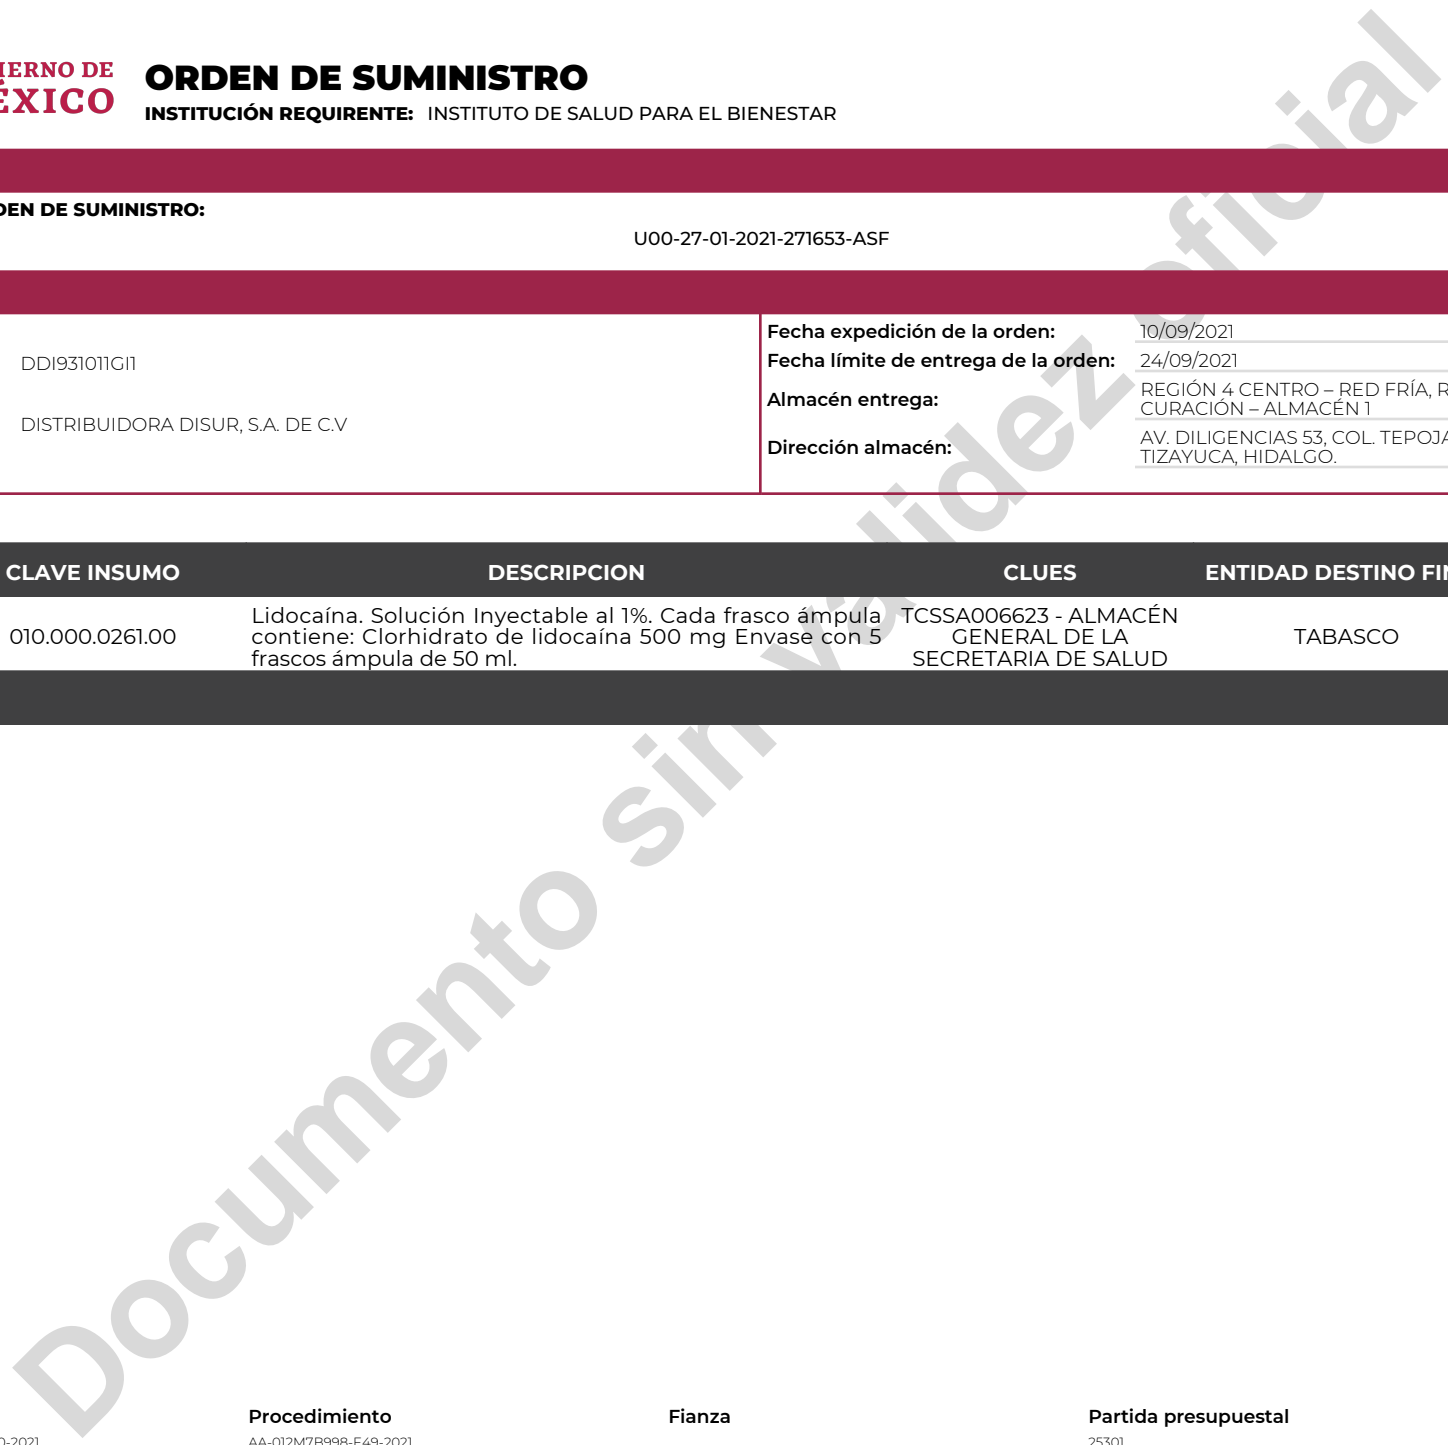 ORDEN DE SUMINISTRO
INSTITUCIÓN REQUIRENTE: INSTITUTO DE SALUD PARA EL BIENESTAR
DE
XICO
DE SUMINISTRO:
U00-27-01-2021-271653-ASF
DDI931011GI1
DISTRIBUIDORA DISUR, S.A. DE C.V
Fecha expedición de la orden: 10/09/2021
Fecha límite de entrega de la orden: 24/09/2021
Almacén entrega: REGIÓN 4 CENTRO – RED FRÍA, R
CURACIÓN – ALMACÉN 1
Dirección almacén: AV. DILIGENCIAS 53, COL. TEPOJA
TIZAYUCA, HIDALGO.
CLAVE INSUMO DESCRIPCION CLUES ENTIDAD DESTINO FIN
010.000.0261.00
Lidocaína. Solución Inyectable al 1%. Cada frasco ámpula
contiene: Clorhidrato de lidocaína 500 mg Envase con 5
frascos ámpula de 50 ml.
TCSSA006623 - ALMACÉN
GENERAL DE LA
SECRETARIA DE SALUD
TABASCO
Documento sin validez oficial
Procedimiento Fianza Partida presupuestal
0-2021 AA-012M7B998-E49-2021 25301